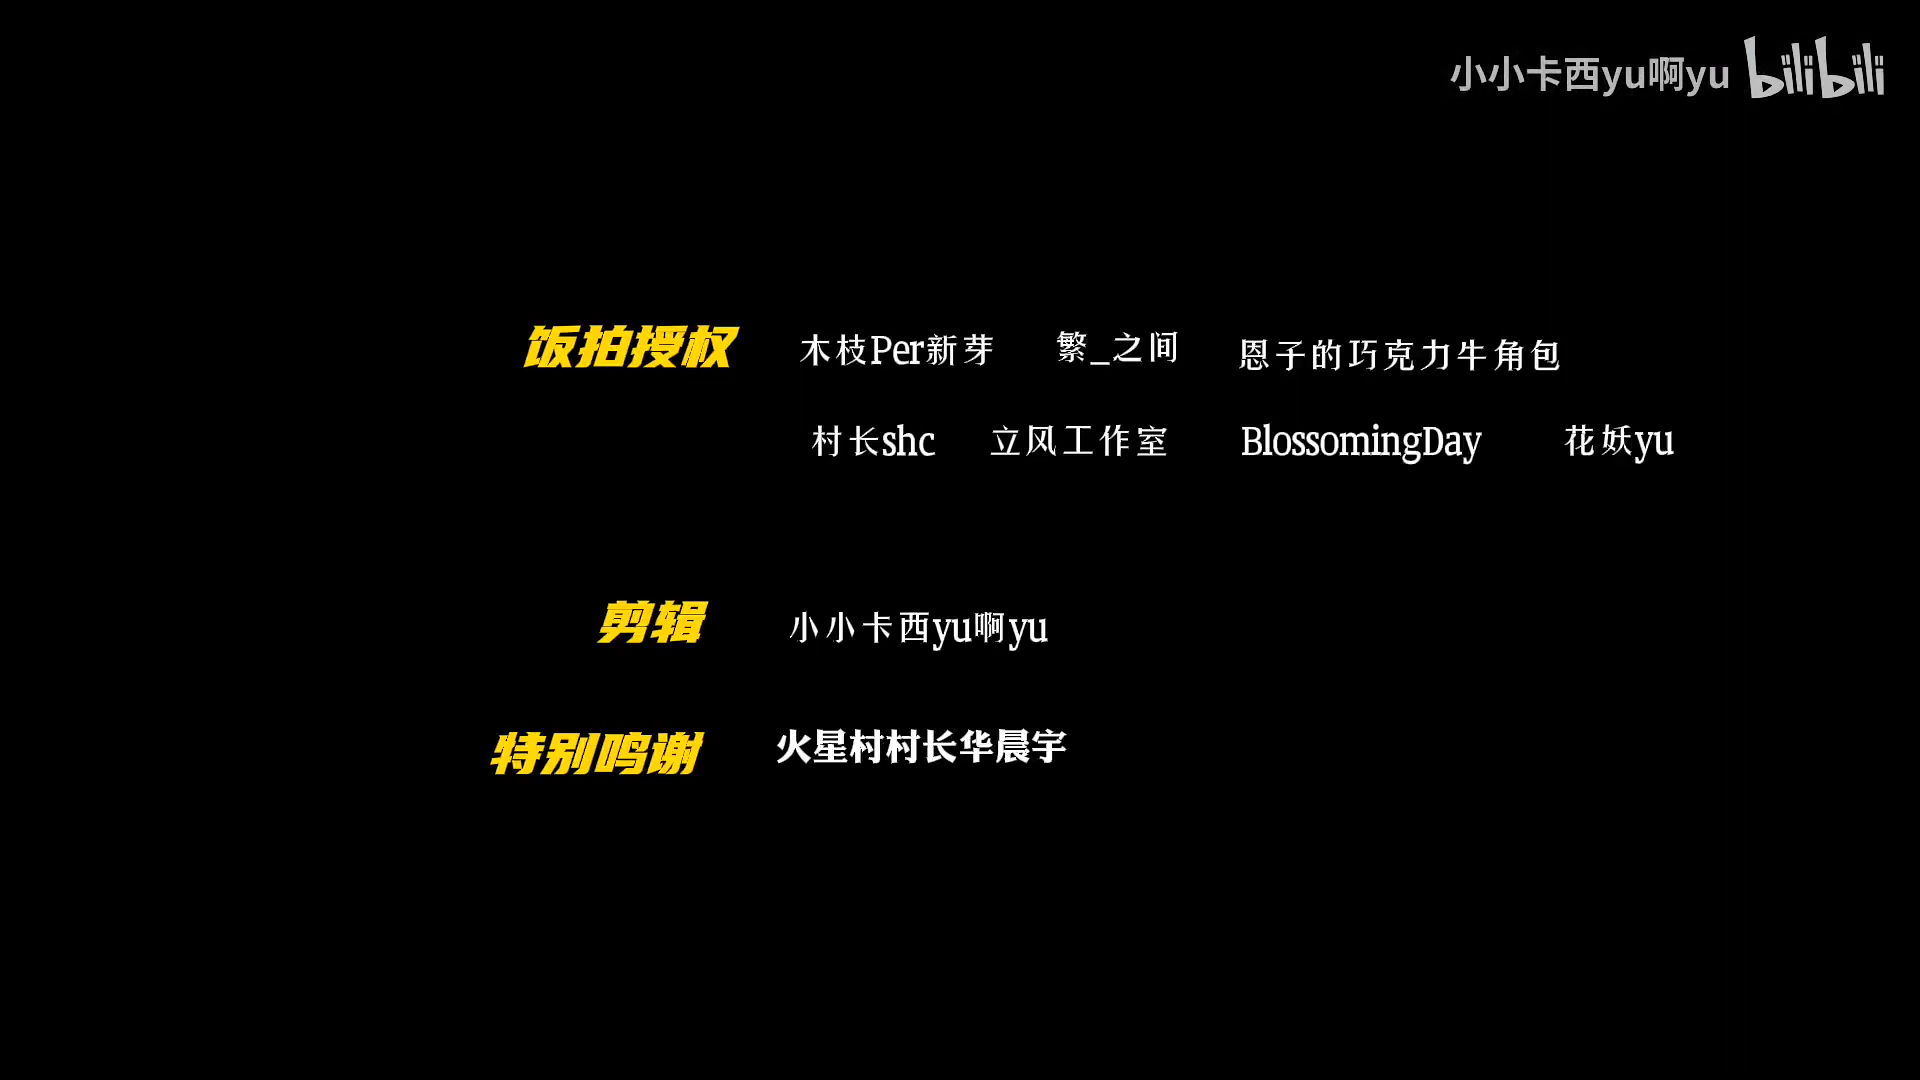 小小卡西yu啊yu bilibili
饭拍授权 木枝Per新芽 繁_之间 恩子的巧克力牛角包
村长shc 立风工作室 BlossomingDay 花妖yu
剪辑 小小卡西yu啊yu
特别鸣谢 火星村村长华晨宇